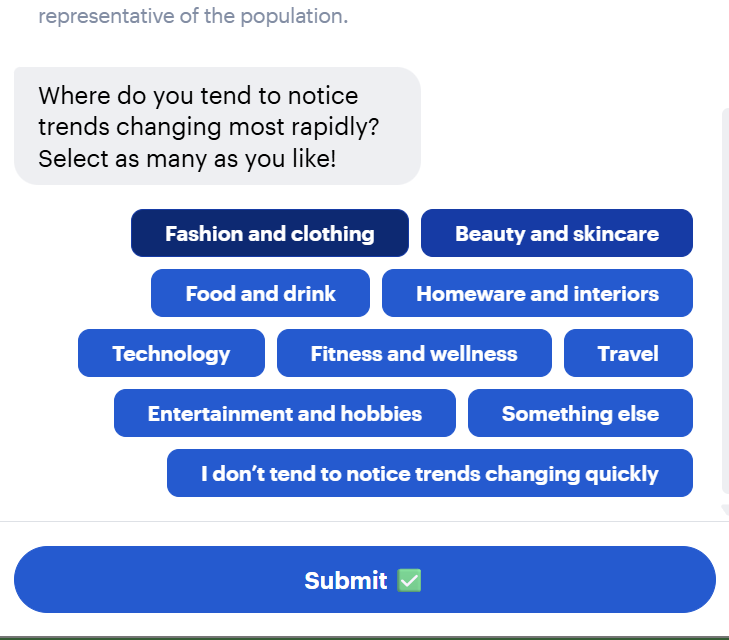 representative of the population.
Where do you tend to notice
trends changing most rapidly?
Select as many as you like!
Fashion and clothing
Beauty and skincare
Food and drink
Homeware and interiors
Technology
Fitness and wellness
Travel
Entertainment and hobbies
Something else
I don’t tend to notice trends changing quickly
Submit ✅